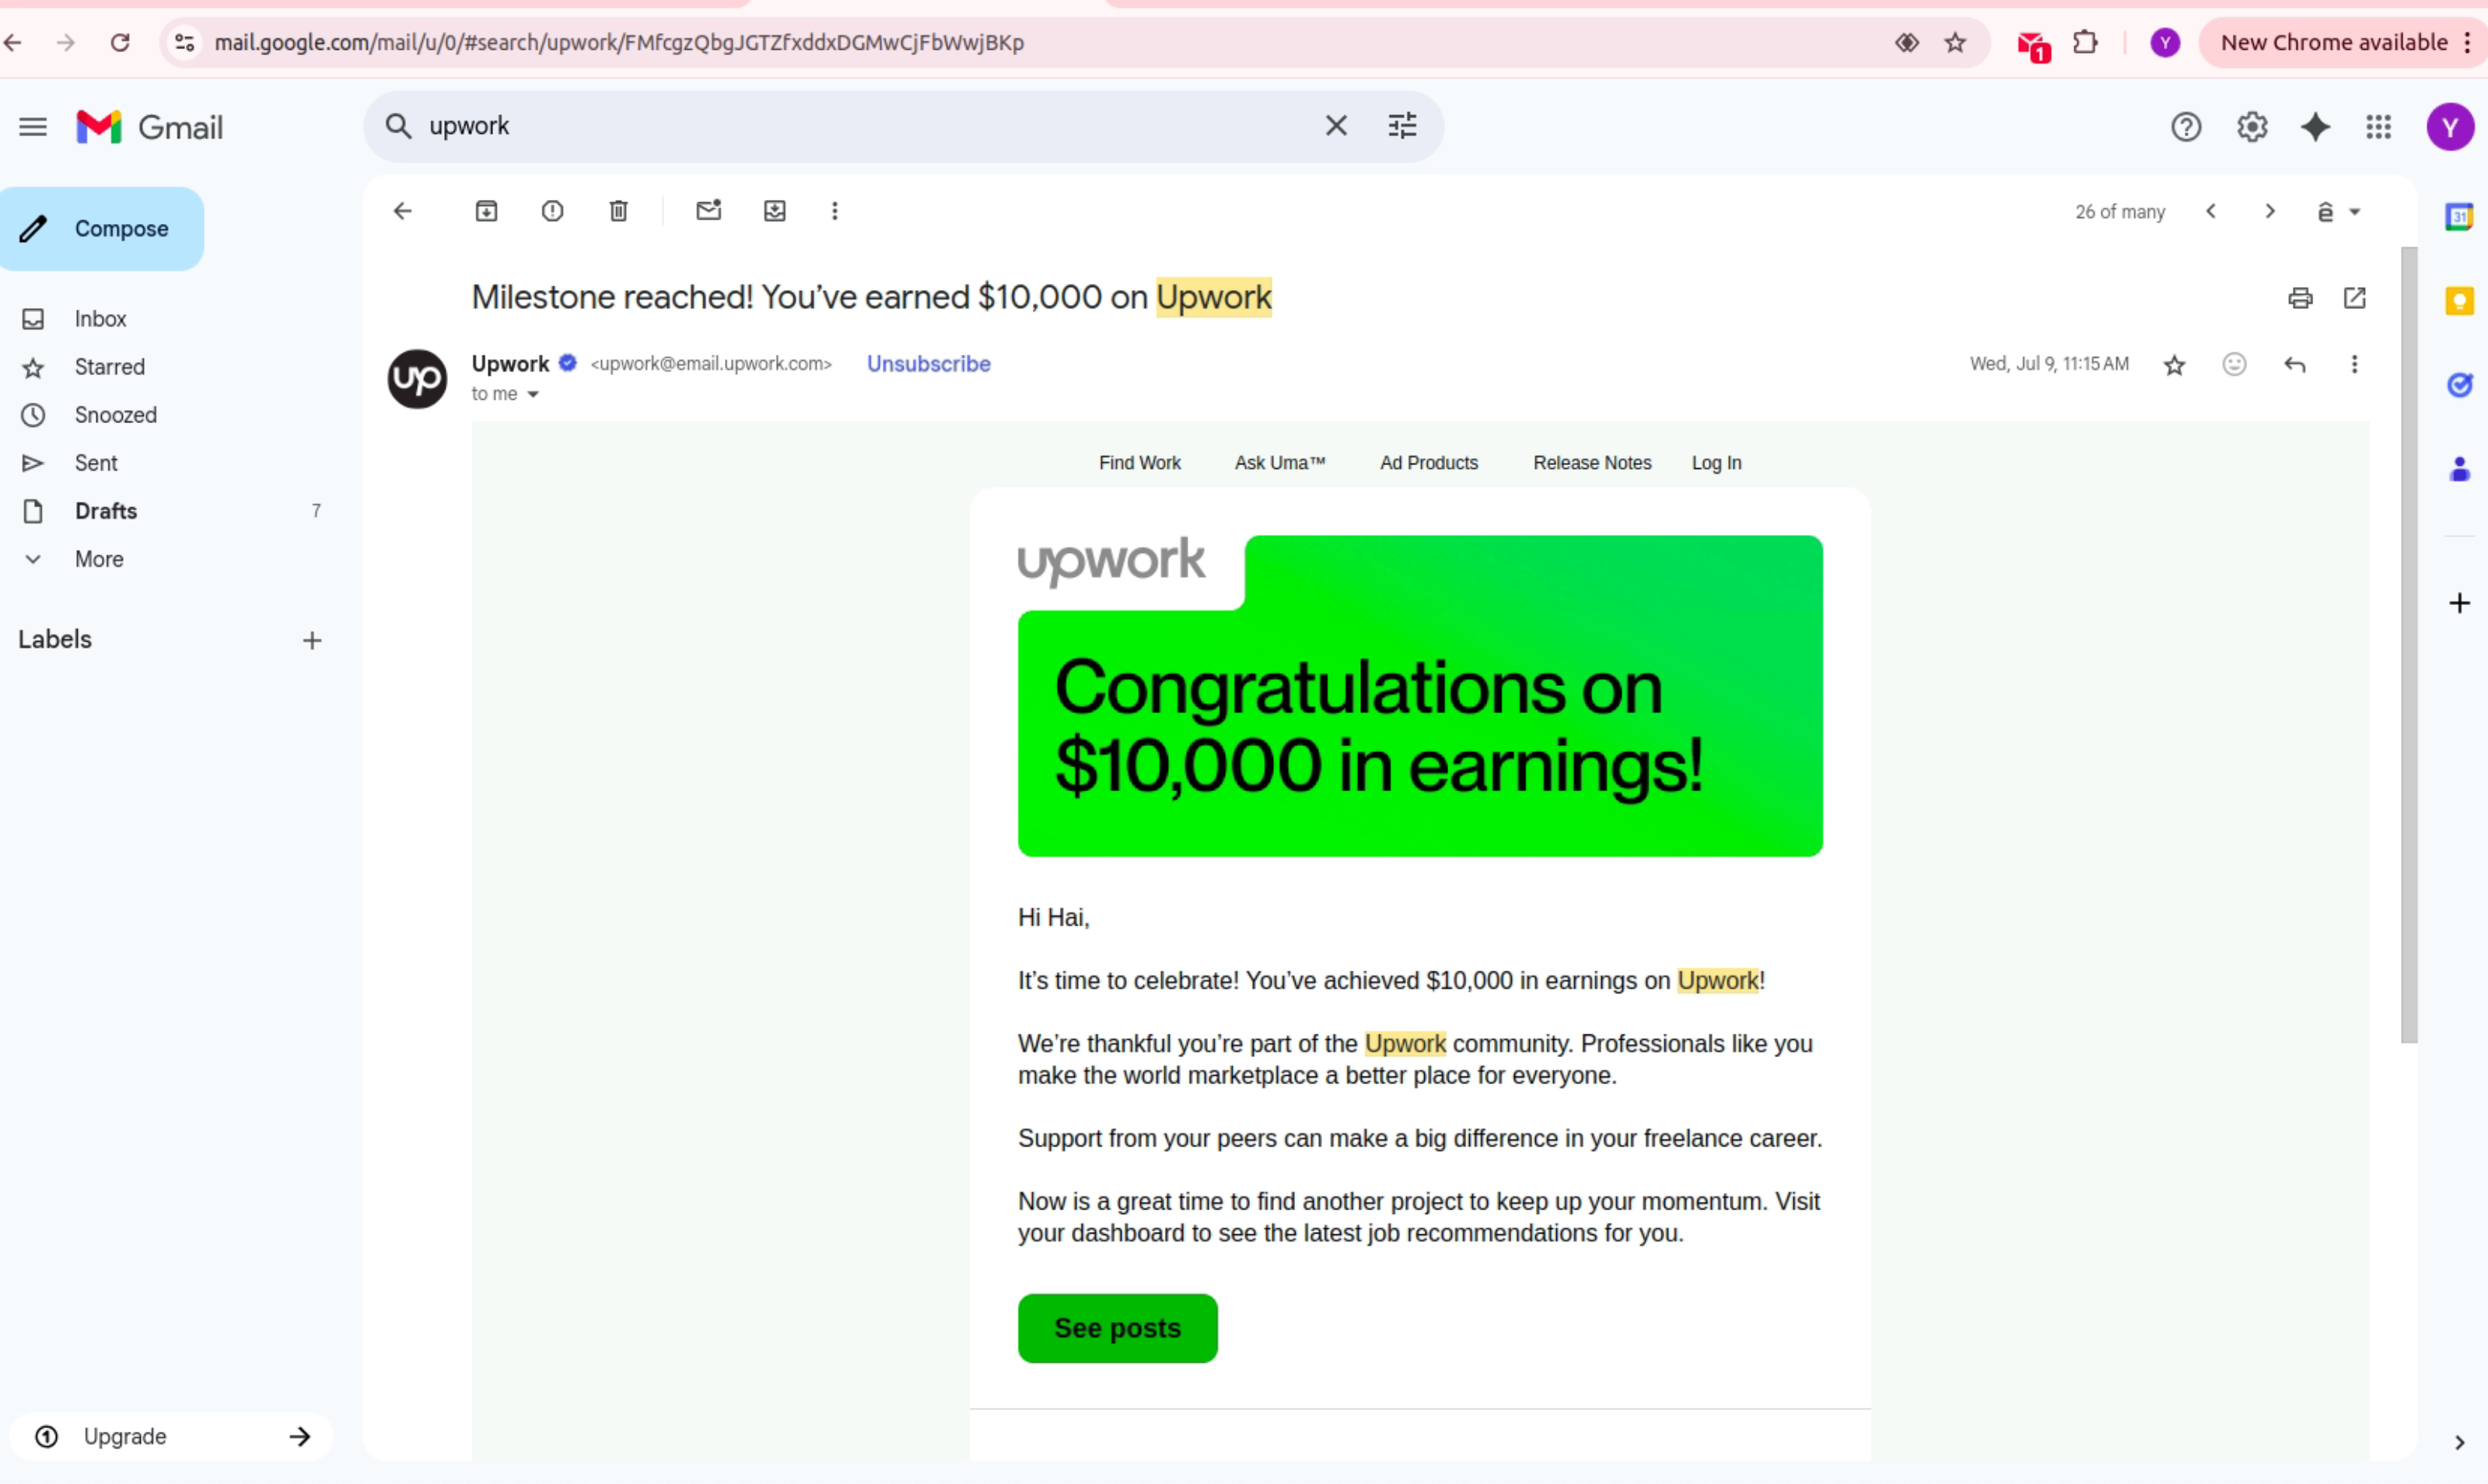 mail.google.com/mail/u/0/#search/upwork/FMfcgzQbgJGTZfxddxDGMwCjFbWwjBKp
1
Y
New Chrome available
Gmail
upwork
Y
Compose
26 of many
ê
31
Inbox
Starred
Snoozed
Sent
Drafts 7
More
Labels
Milestone reached! You’ve earned $10,000 on Upwork
up
Upwork <upwork@email.upwork.com> Unsubscribe
Wed, Jul 9, 11:15 AM
to me
Find Work Ask Uma™ Ad Products Release Notes Log In
upwork
Congratulations on
$10,000 in earnings!
Hi Hai,
It’s time to celebrate! You’ve achieved $10,000 in earnings on Upwork!
We’re thankful you’re part of the Upwork community. Professionals like you
make the world marketplace a better place for everyone.
Support from your peers can make a big difference in your freelance career.
Now is a great time to find another project to keep up your momentum. Visit
your dashboard to see the latest job recommendations for you.
See posts
1 Upgrade